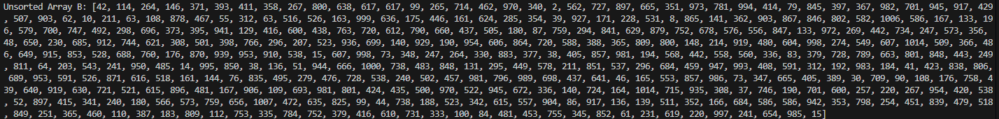 Unsorted Array B: [42, 114, 264, 146, 371, 393, 411, 358, 267, 800, 638, 617, 617, 99, 265, 714, 462, 970, 340, 2, 562, 727, 897, 665, 351, 973, 781, 994, 414, 79, 845, 397, 367, 982, 701, 945, 917, 429
, 507, 903, 62, 10, 211, 63, 108, 878, 467, 55, 312, 63, 516, 526, 163, 999, 636, 175, 446, 161, 624, 285, 354, 39, 927, 171, 228, 531, 8, 865, 141, 362, 903, 867, 846, 802, 582, 1006, 586, 167, 133, 19
6, 579, 700, 747, 492, 298, 696, 373, 395, 941, 129, 416, 600, 438, 763, 720, 612, 790, 660, 437, 505, 180, 87, 759, 294, 841, 629, 879, 752, 678, 576, 556, 847, 133, 972, 269, 442, 734, 247, 573, 356,
48, 650, 230, 685, 912, 744, 621, 308, 501, 398, 766, 296, 207, 523, 936, 699, 140, 929, 190, 954, 606, 864, 720, 588, 388, 365, 809, 800, 148, 214, 919, 480, 604, 998, 274, 549, 607, 1014, 509, 366, 48
6, 649, 915, 853, 528, 688, 760, 176, 870, 939, 953, 910, 538, 15, 607, 998, 73, 348, 247, 264, 330, 883, 377, 38, 405, 857, 981, 194, 568, 442, 558, 560, 336, 83, 379, 728, 789, 663, 801, 848, 443, 249
, 811, 64, 203, 543, 241, 950, 485, 14, 995, 850, 38, 136, 51, 944, 666, 1000, 738, 483, 848, 131, 295, 449, 578, 211, 851, 537, 296, 684, 459, 947, 993, 408, 591, 312, 192, 983, 184, 41, 423, 838, 806,
689, 953, 591, 526, 871, 616, 518, 161, 144, 76, 835, 495, 279, 476, 728, 538, 240, 502, 457, 981, 796, 989, 698, 437, 641, 46, 165, 553, 857, 986, 73, 347, 665, 405, 389, 30, 709, 90, 108, 176, 758, 4
39, 640, 919, 630, 721, 521, 615, 896, 481, 167, 906, 109, 693, 981, 801, 424, 435, 500, 970, 522, 945, 672, 336, 140, 724, 164, 1014, 715, 935, 308, 37, 746, 190, 701, 600, 257, 220, 267, 954, 420, 538
, 52, 897, 415, 341, 240, 180, 566, 573, 759, 656, 1007, 472, 635, 825, 99, 44, 738, 188, 523, 342, 615, 557, 904, 86, 917, 136, 139, 511, 352, 166, 684, 586, 586, 942, 353, 798, 254, 451, 839, 479, 518
, 849, 251, 365, 460, 110, 387, 183, 809, 112, 753, 335, 784, 752, 379, 416, 610, 731, 333, 100, 84, 481, 453, 755, 345, 852, 61, 231, 619, 220, 997, 241, 654, 985, 15]